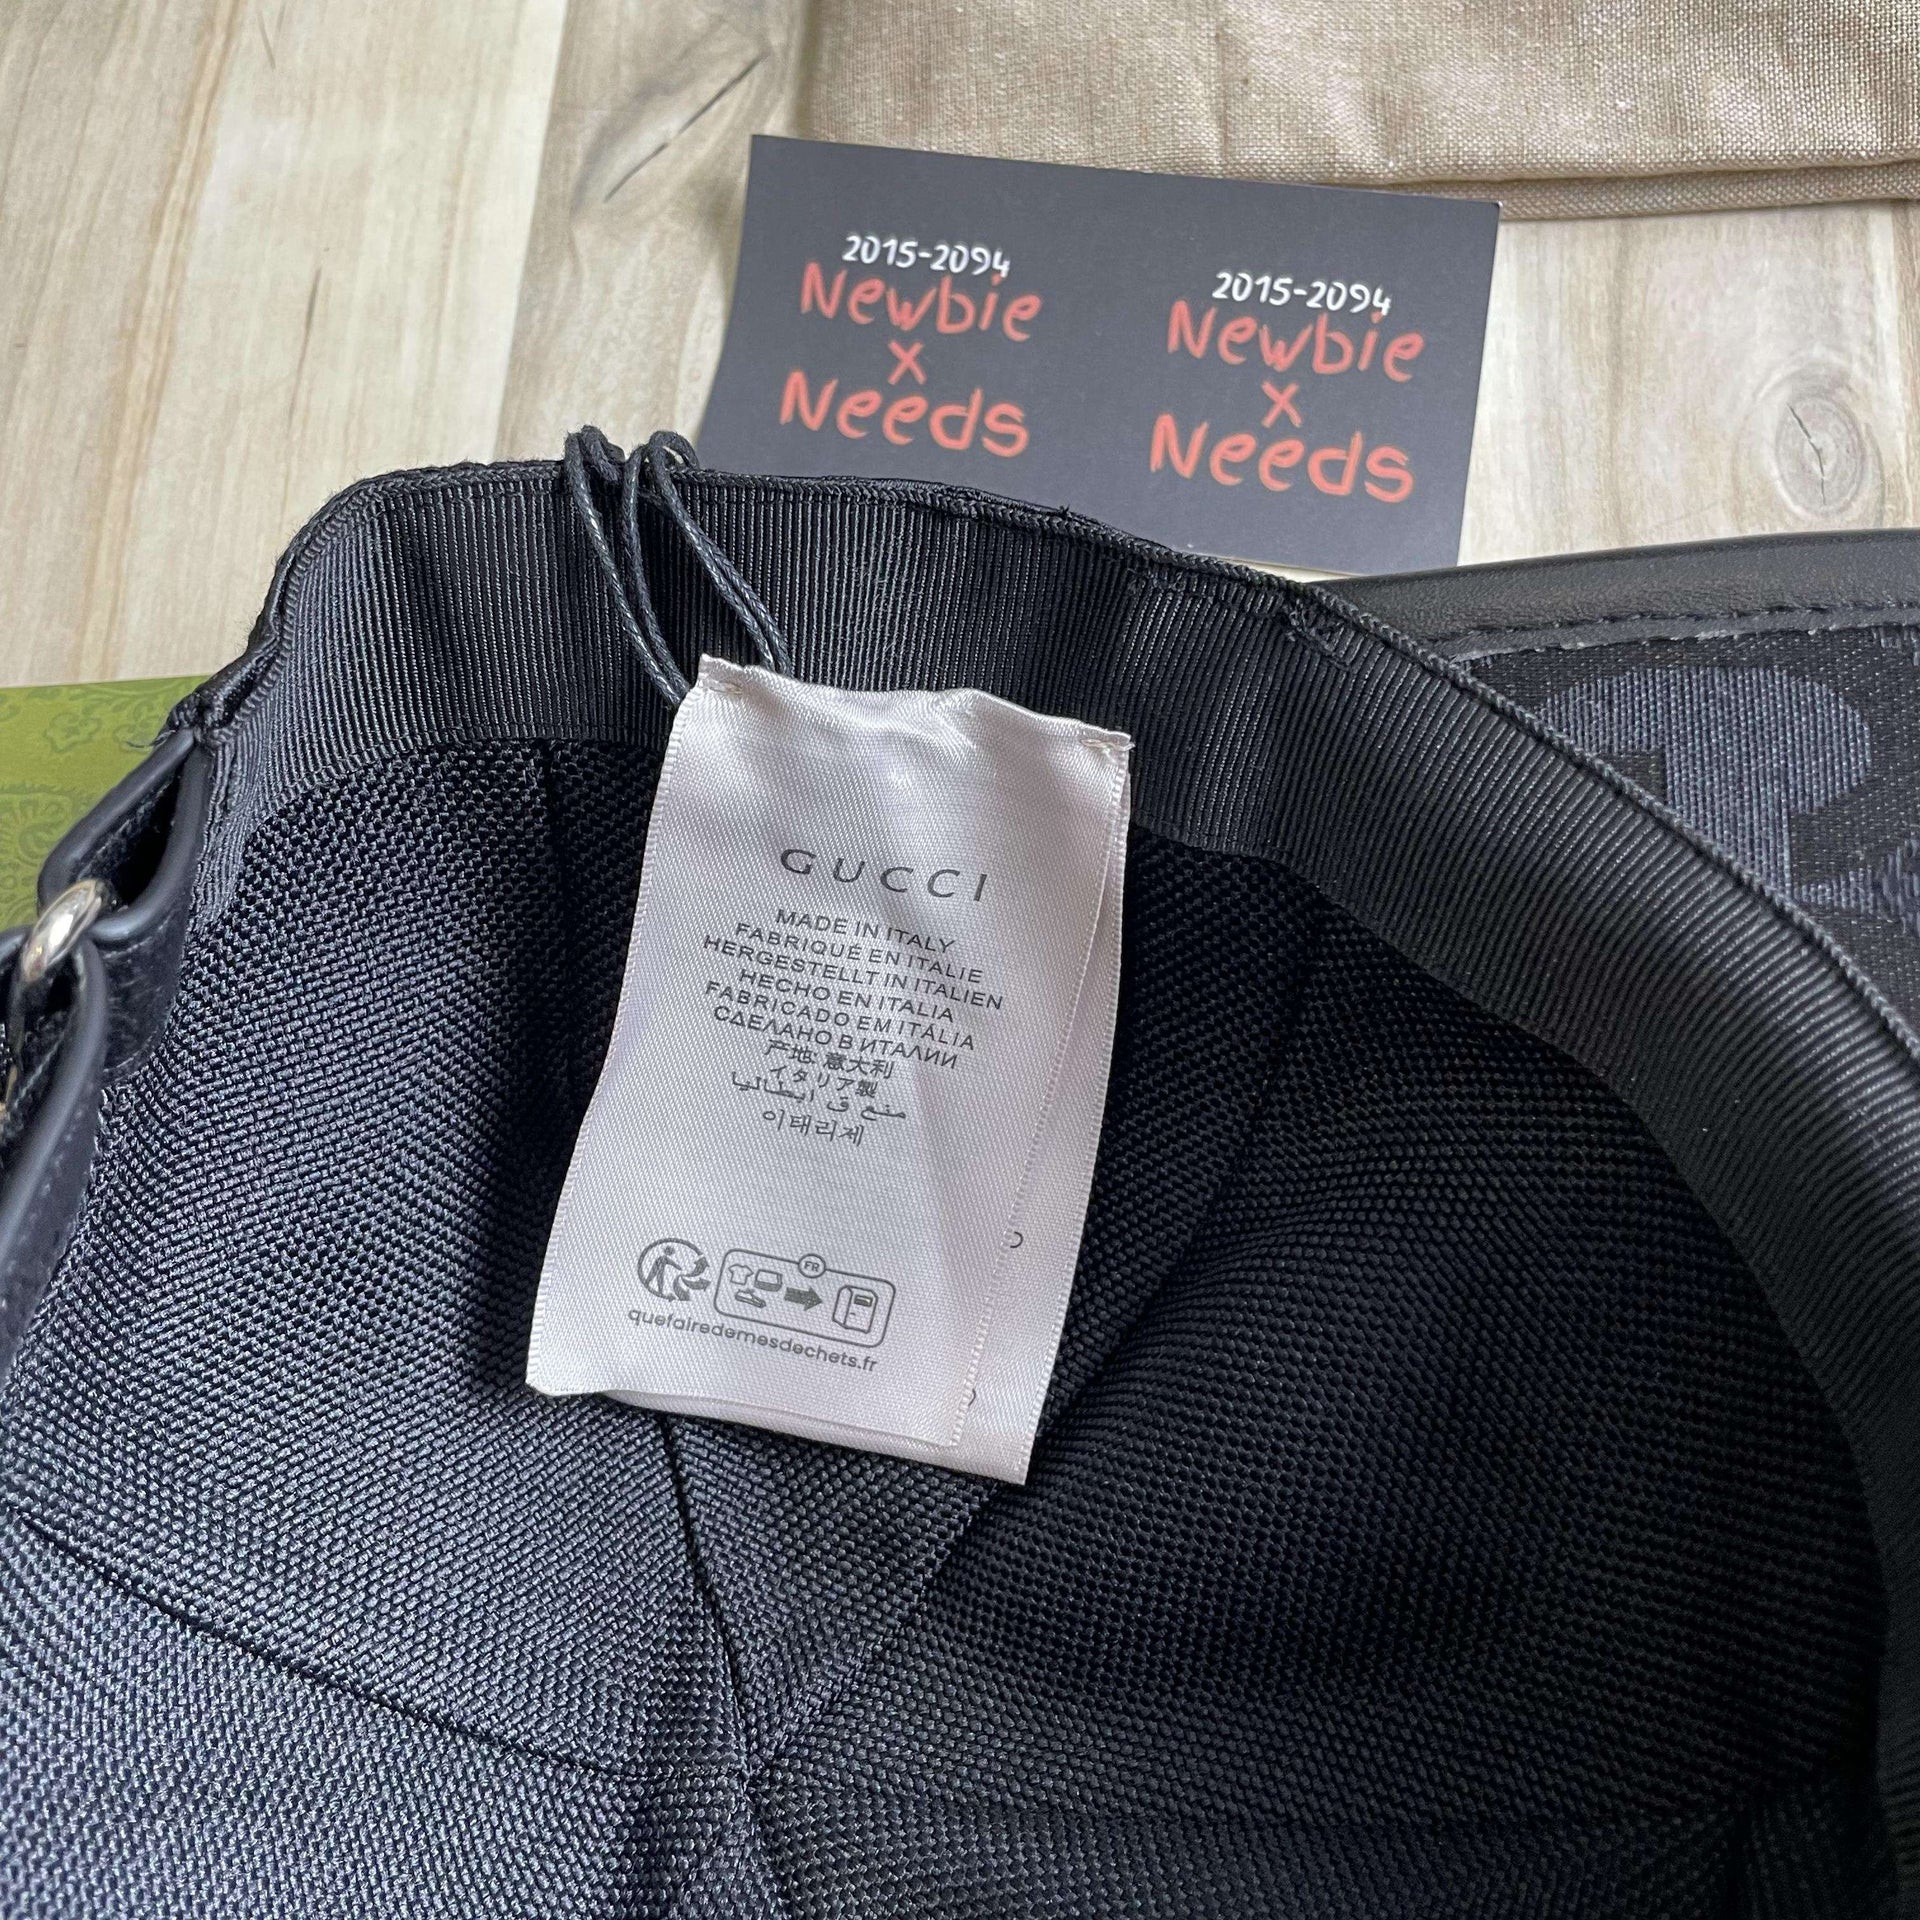 2015-2094
Newbie
x
Needs
2015-2094
Newbie
x
Needs
GUCCI
MADE IN ITALY
FABRIQUÉ EN ITALIE
HERGESTELLT IN ITALIEN
HECHO EN ITALIA
FABRICADO EM ITÁLIA
СДЕЛАНО В ИТАЛИИ
产地: 意大利
イタリア製
صنع في إيطاليا
이태리제
FR
quefairedemesdechets.fr